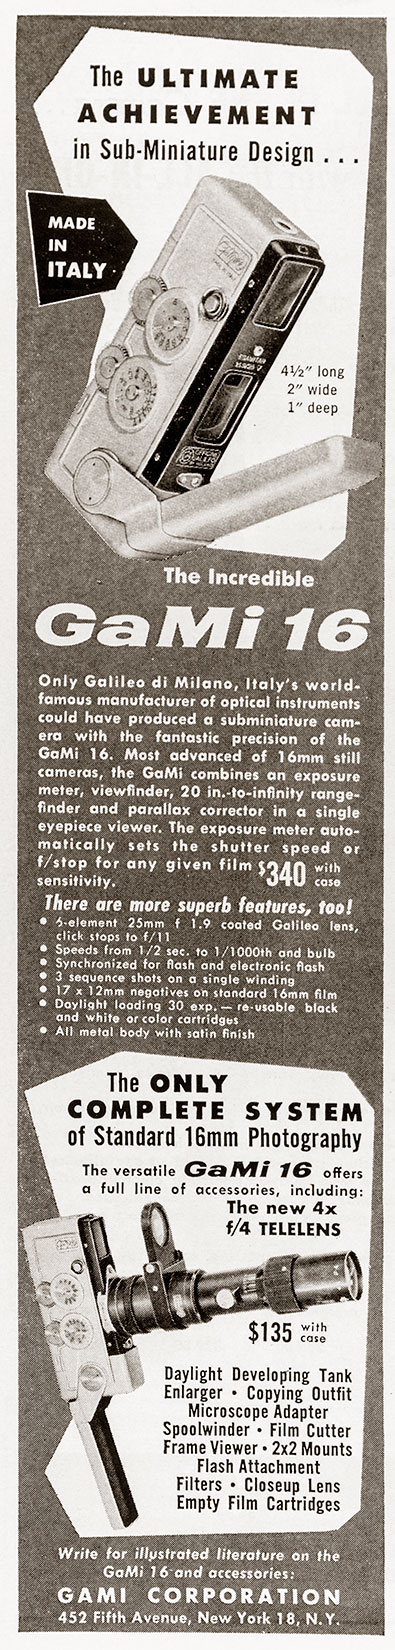 The ULTIMATE
ACHIEVEMENT
in Sub-Miniature Design . . .
MADE
IN
ITALY
4½" long
2" wide
1" deep
The Incredible
GaMi 16
Only Galileo di Milano, Italy's world-
famous manufacturer of optical instruments
could have produced a subminiature cam-
era with the fantastic precision of the
GaMi 16. Most advanced of 16mm still
cameras, the GaMi combines an exposure
meter, viewfinder, 20 in.-to-infinity range-
finder and parallax corrector in a single
eyepiece viewer. The exposure meter auto-
matically sets the shutter speed or
f/stop for any given film $340 with
sensitivity. case
There are more superb features, too!
• 6-element 25mm f 1.9 coated Galileo lens,
click stops to f/11
• Speeds from 1/2 sec. to 1/1000th and bulb
• Synchronized for flash and electronic flash
• 3 sequence shots on a single winding
• 17 x 12mm negatives on standard 16mm film
• Daylight loading 30 exp. — re-usable black
and white or color cartridges
• All metal body with satin finish
The ONLY
COMPLETE SYSTEM
of Standard 16mm Photography
The versatile GaMi 16 offers
a full line of accessories, including:
The new 4x
f/4 TELELENS
$135 with
case
Daylight Developing Tank
Enlarger • Copying Outfit
Microscope Adapter
Spoolwinder • Film Cutter
Frame Viewer • 2x2 Mounts
Flash Attachment
Filters • Closeup Lens
Empty Film Cartridges
Write for illustrated literature on the
GaMi 16 and accessories:
GAMI CORPORATION
452 Fifth Avenue, New York 18, N.Y.